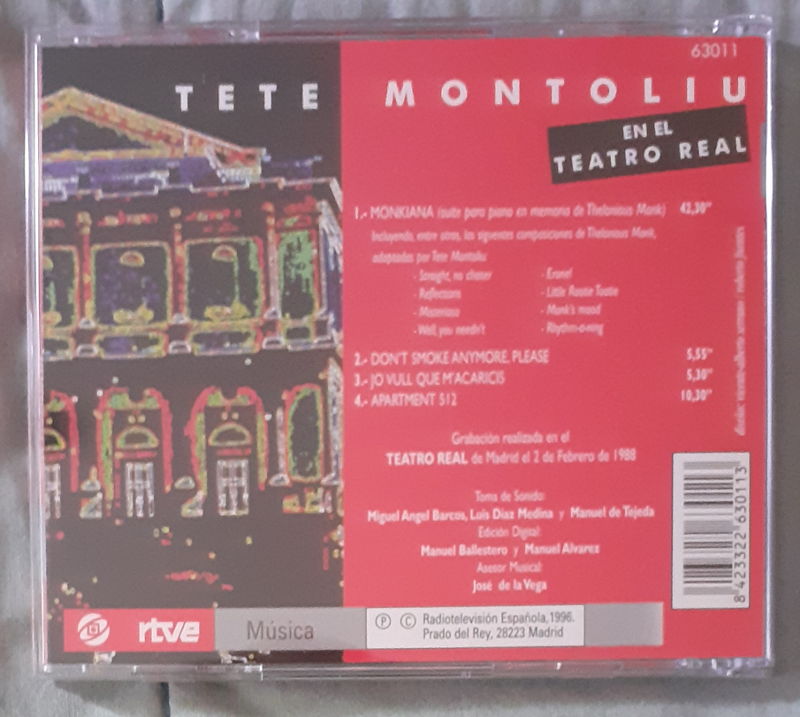 63011
TETE MONTOLIU
EN EL
TEATRO REAL
1.- MONKIANA (suite para piano en memoria de Thelonious Monk) 42,30"
Incluyendo, entre otras, las siguientes composiciones de Thelonious Monk,
adaptadas por Tete Montoliu:
- Straight, no chaser - Eronel
- Reflections - Little Rootie Tootie
- Misterioso - Monk's mood
- Well, you needn't - Rhythm-a-ning
2.- DON'T SMOKE ANYMORE, PLEASE 5,55"
3.- JO VULL QUE M'ACARICIS 5,30"
4.- APARTMENT 512 10,30"
Grabación realizada en el
TEATRO REAL de Madrid el 2 de Febrero de 1988
Toma de Sonido:
Miguel Angel Barcos, Luis Díaz Medina y Manuel de Tejeda
Edición Digital:
Manuel Ballestero y Manuel Alvarez
Asesor Musical:
José de la Vega
8 423322 630113
rtve Música
Ⓟ © Radiotelevisión Española,1996.
Prado del Rey, 28223 Madrid